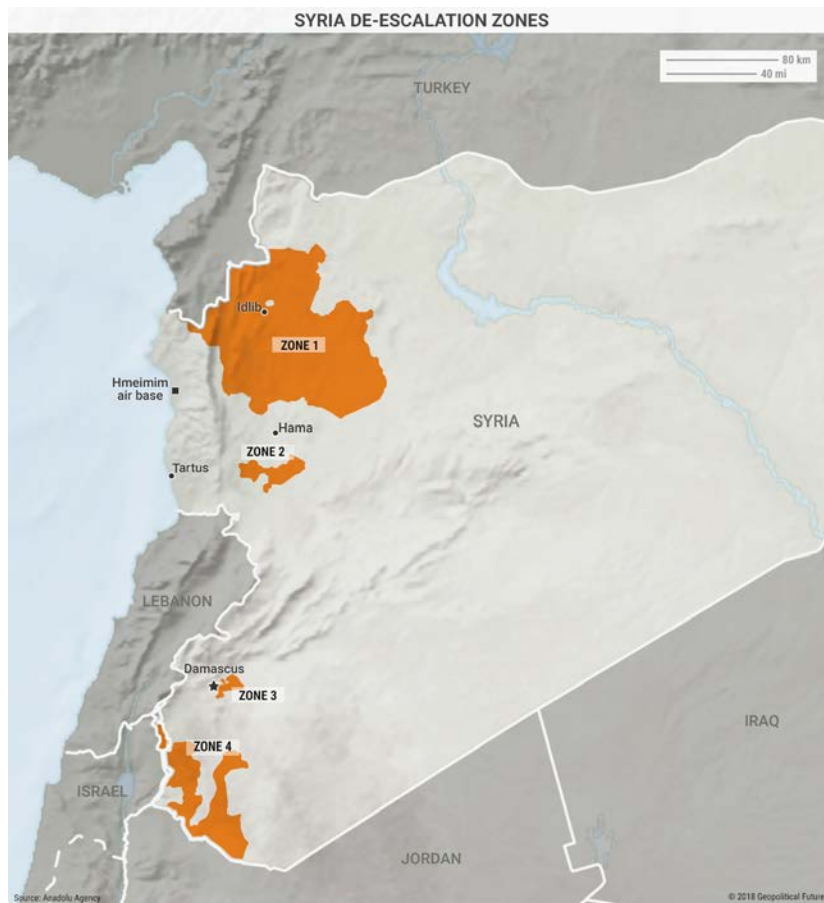 SYRIA DE-ESCALATION ZONES
80 km
40 mi
TURKEY
Idlib
ZONE 1
Hmeimim
air base
Hama
SYRIA
ZONE 2
Tartus
LEBANON
Damascus
ZONE 3
IRAQ
ZONE 4
ISRAEL
JORDAN
Source: Anadolu Agency
© 2018 Geopolitical Future